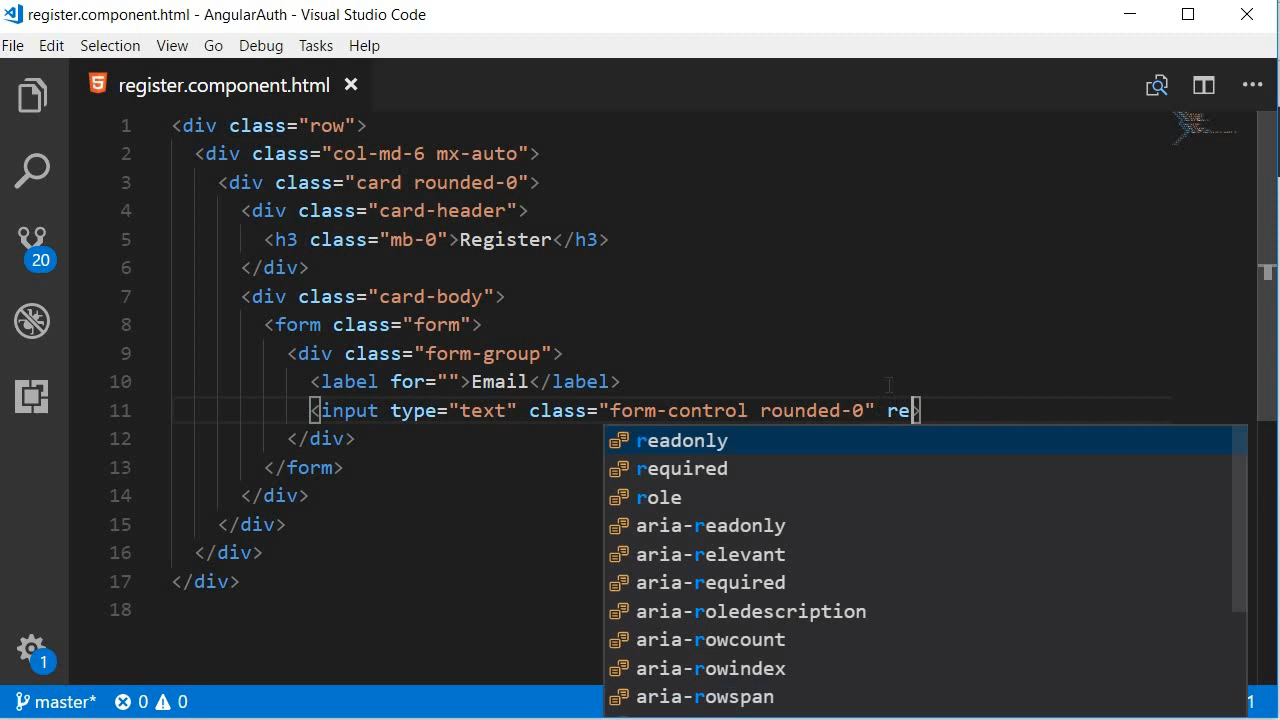 register.component.html - AngularAuth - Visual Studio Code
File Edit Selection View Go Debug Tasks Help
register.component.html
1 <div class="row">
2 <div class="col-md-6 mx-auto">
3 <div class="card rounded-0">
4 <div class="card-header">
5 <h3 class="mb-0">Register</h3>
6 </div>
7 <div class="card-body">
8 <form class="form">
9 <div class="form-group">
10 <label for="">Email</label>
11 <input type="text" class="form-control rounded-0" re>
12 </div>
13 </form>
14 </div>
15 </div>
16 </div>
17 </div>
18
readonly
required
role
aria-readonly
aria-relevant
aria-required
aria-roledescription
aria-rowcount
aria-rowindex
aria-rowspan
20
1
master* 0 0 1